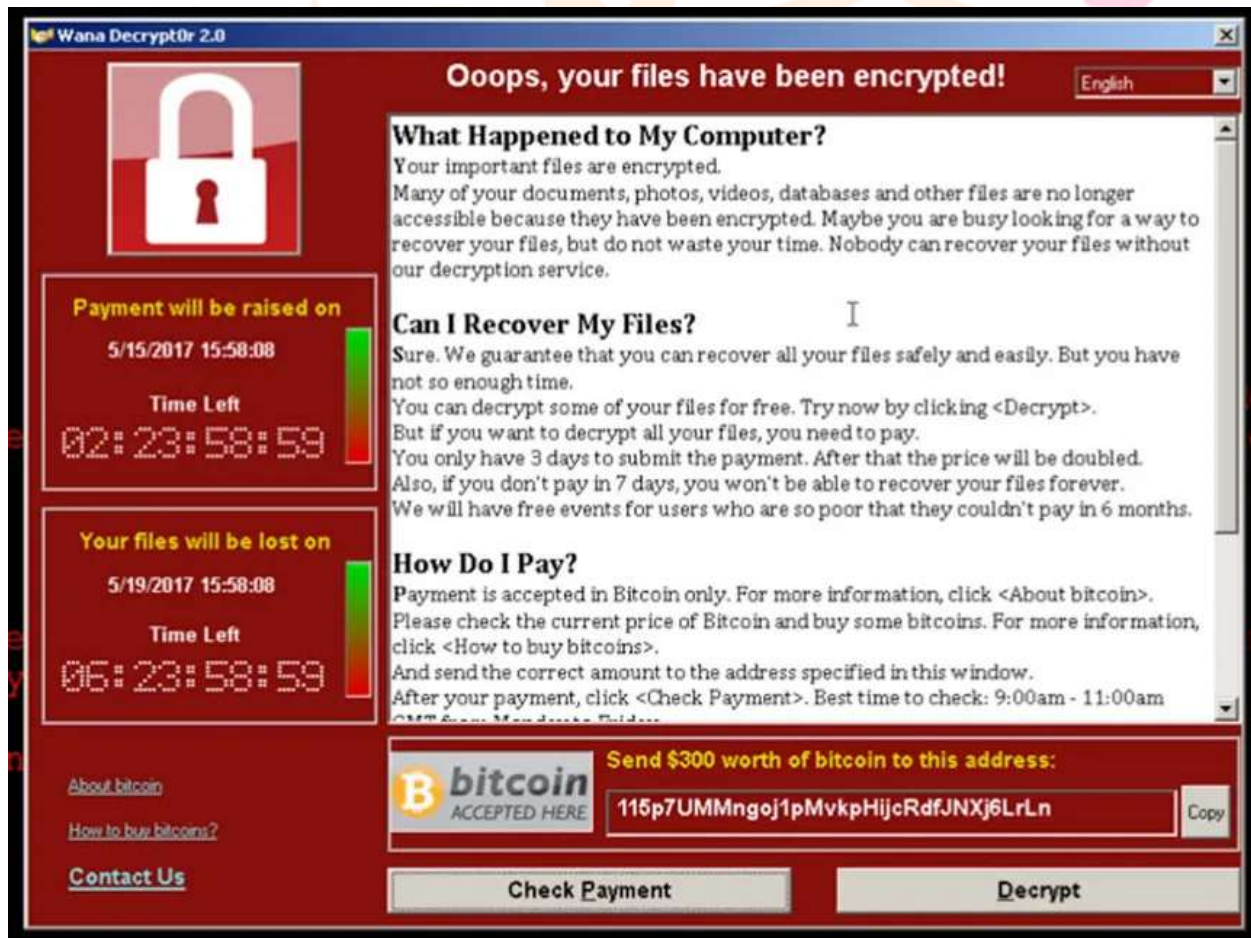 Wana Decrypt0r 2.0
Ooops, your files have been encrypted!
English
What Happened to My Computer?
Your important files are encrypted.
Many of your documents, photos, videos, databases and other files are no longer
accessible because they have been encrypted. Maybe you are busy looking for a way to
recover your files, but do not waste your time. Nobody can recover your files without
our decryption service.
Can I Recover My Files?
Sure. We guarantee that you can recover all your files safely and easily. But you have
not so enough time.
You can decrypt some of your files for free. Try now by clicking <Decrypt>.
But if you want to decrypt all your files, you need to pay.
You only have 3 days to submit the payment. After that the price will be doubled.
Also, if you don't pay in 7 days, you won't be able to recover your files forever.
We will have free events for users who are so poor that they couldn't pay in 6 months.
How Do I Pay?
Payment is accepted in Bitcoin only. For more information, click <About bitcoin>.
Please check the current price of Bitcoin and buy some bitcoins. For more information,
click <How to buy bitcoins>.
And send the correct amount to the address specified in this window.
After your payment, click <Check Payment>. Best time to check: 9:00am - 11:00am
Payment will be raised on
5/15/2017 15:58:08
Time Left
02:23:58:59
Your files will be lost on
5/19/2017 15:58:08
Time Left
06:23:58:59
About bitcoin
How to buy bitcoins?
Contact Us
bitcoin
ACCEPTED HERE
Send $300 worth of bitcoin to this address:
115p7UMMngoj1pMvkpHijcRdfJNXj6LrLn
Copy
Check Payment
Decrypt